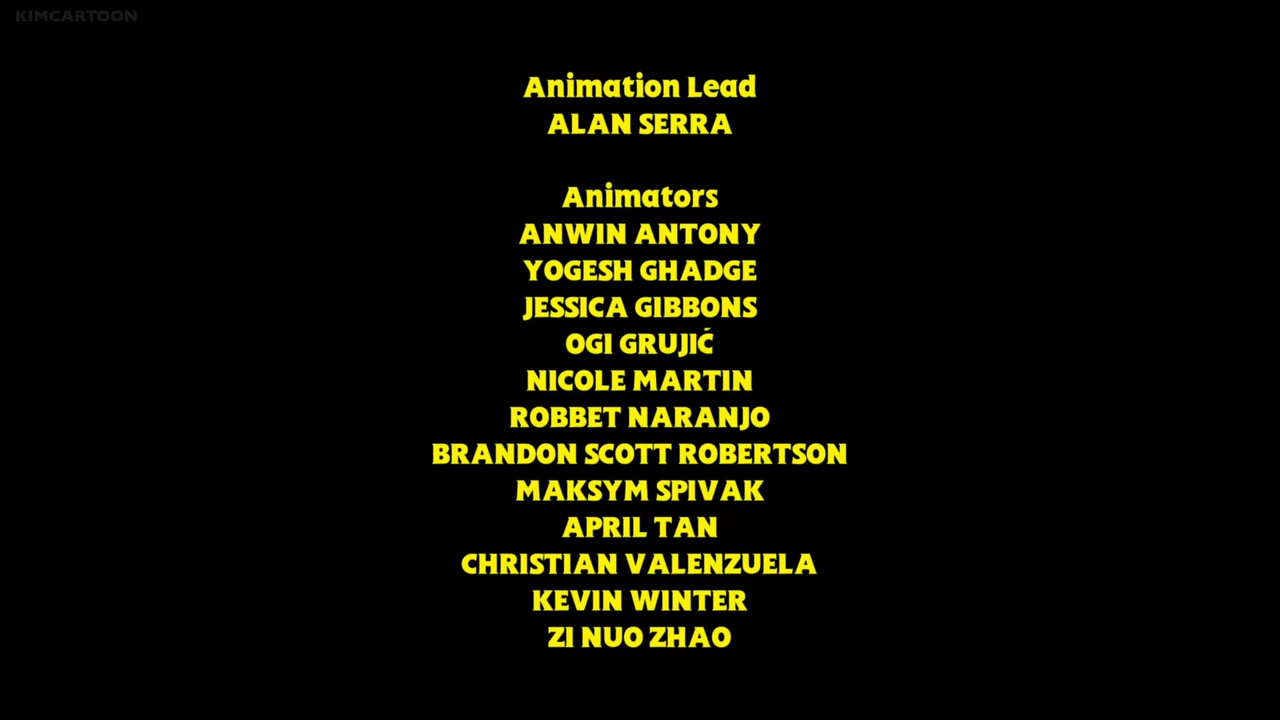 KIMCARTOON
Animation Lead
ALAN SERRA
Animators
ANWIN ANTONY
YOGESH GHADGE
JESSICA GIBBONS
OGI GRUJIĆ
NICOLE MARTIN
ROBBET NARANJO
BRANDON SCOTT ROBERTSON
MAKSYM SPIVAK
APRIL TAN
CHRISTIAN VALENZUELA
KEVIN WINTER
ZI NUO ZHAO